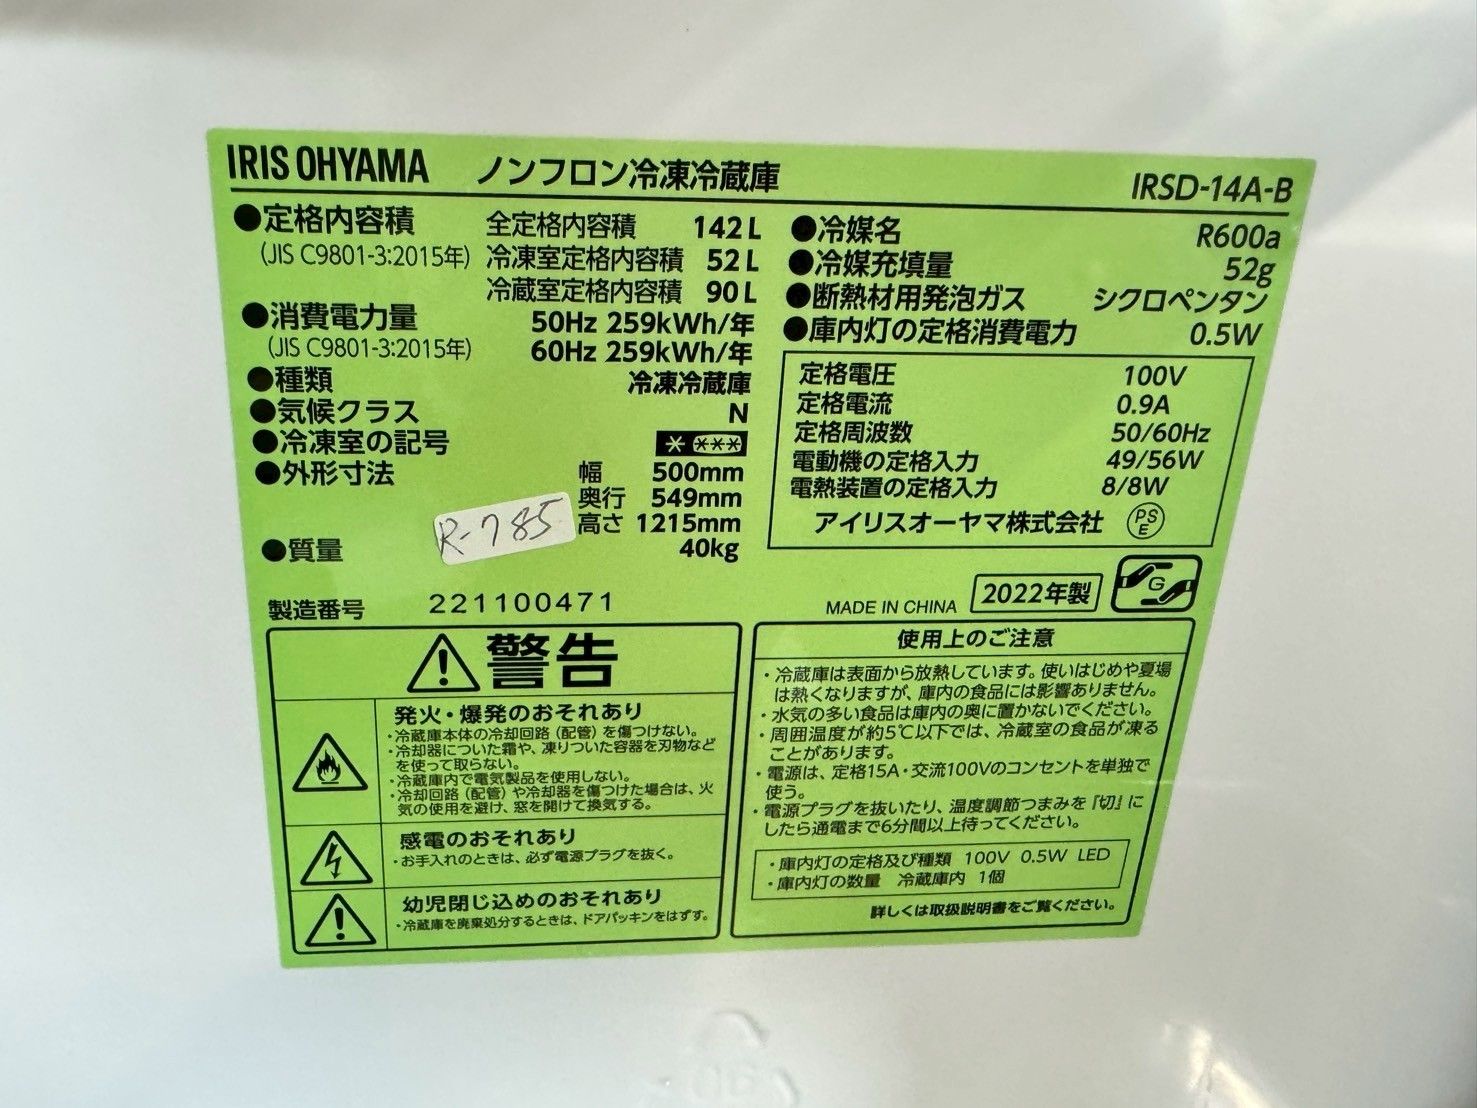 IRIS OHYAMA ノンフロン冷凍冷蔵庫 IRSD-14A-B
●定格内容積 全定格内容積 142L
(JIS C9801-3:2015年) 冷凍室定格内容積 52L
冷蔵室定格内容積 90L
●消費電力量 50Hz 259kWh/年
(JIS C9801-3:2015年) 60Hz 259kWh/年
●種類 冷凍冷蔵庫
●気候クラス N
●冷凍室の記号 * ***
●外形寸法 幅 500mm
奥行 549mm
高さ 1215mm
●質量 40kg
R-785
製造番号 221100471
●冷媒名 R600a
●冷媒充填量 52g
●断熱材用発泡ガス シクロペンタン
●庫内灯の定格消費電力 0.5W
定格電圧 100V
定格電流 0.9A
定格周波数 50/60Hz
電動機の定格入力 49/56W
電熱装置の定格入力 8/8W
アイリスオーヤマ株式会社 PSE
MADE IN CHINA 2022年製 G
警告
発火・爆発のおそれあり
・冷蔵庫本体の冷却回路（配管）を傷つけない。
・冷却器についた霜や、凍りついた容器を刃物など
を使って取らない。
・冷蔵庫内で電気製品を使用しない。
・冷却回路（配管）や冷却器を傷つけた場合は、火
気の使用を避け、窓を開けて換気する。
感電のおそれあり
・お手入れのときは、必ず電源プラグを抜く。
幼児閉じ込めのおそれあり
・冷蔵庫を廃棄処分するときは、ドアパッキンをはずす。
使用上のご注意
・冷蔵庫は表面から放熱しています。使いはじめや夏場
は熱くなりますが、庫内の食品には影響ありません。
・水気の多い食品は庫内の奥に置かないでください。
・周囲温度が約5℃以下では、冷蔵室の食品が凍る
ことがあります。
・電源は、定格15A・交流100Vのコンセントを単独で
使う。
・電源プラグを抜いたり、温度調節つまみを『切』に
したら通電まで6分間以上待ってください。
・庫内灯の定格及び種類 100V 0.5W LED
・庫内灯の数量 冷蔵庫内 1個
詳しくは取扱説明書をご覧ください。